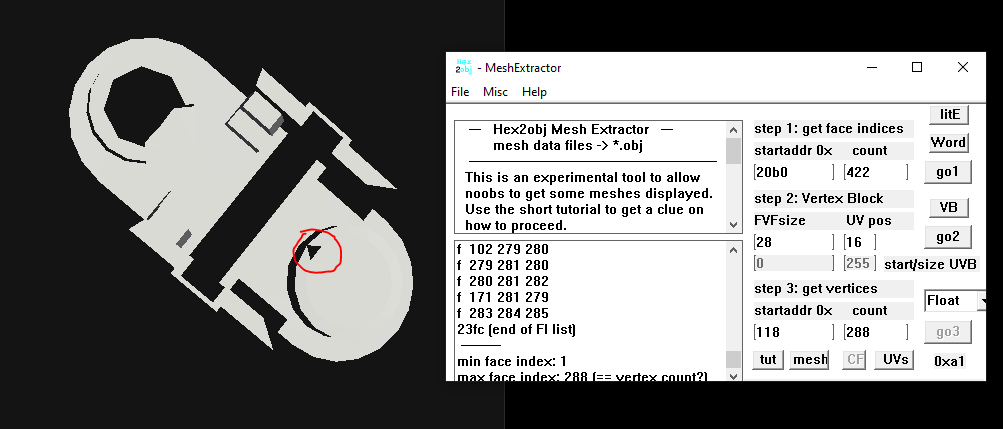 Hex
2obj - MeshExtractor
File Misc Help
— Hex2obj Mesh Extractor —
mesh data files -> *.obj
This is an experimental tool to allow
noobs to get some meshes displayed.
Use the short tutorial to get a clue on
how to proceed.
f 102 279 280
f 279 281 280
f 280 281 282
f 171 281 279
f 283 284 285
23fc (end of FI list)
min face index: 1
max face index: 288 (== vertex count?)
litE
step 1: get face indices
Word
startaddr 0x count
[20b0 ] [422 ] go1
step 2: Vertex Block
VB
FVFsize UV pos
[28 ] [16 ] go2
[0 ] [255 ] start/size UVB
step 3: get vertices
Float
startaddr 0x count
[118 ] [288 ] go3
tut mesh CF UVs 0xa1